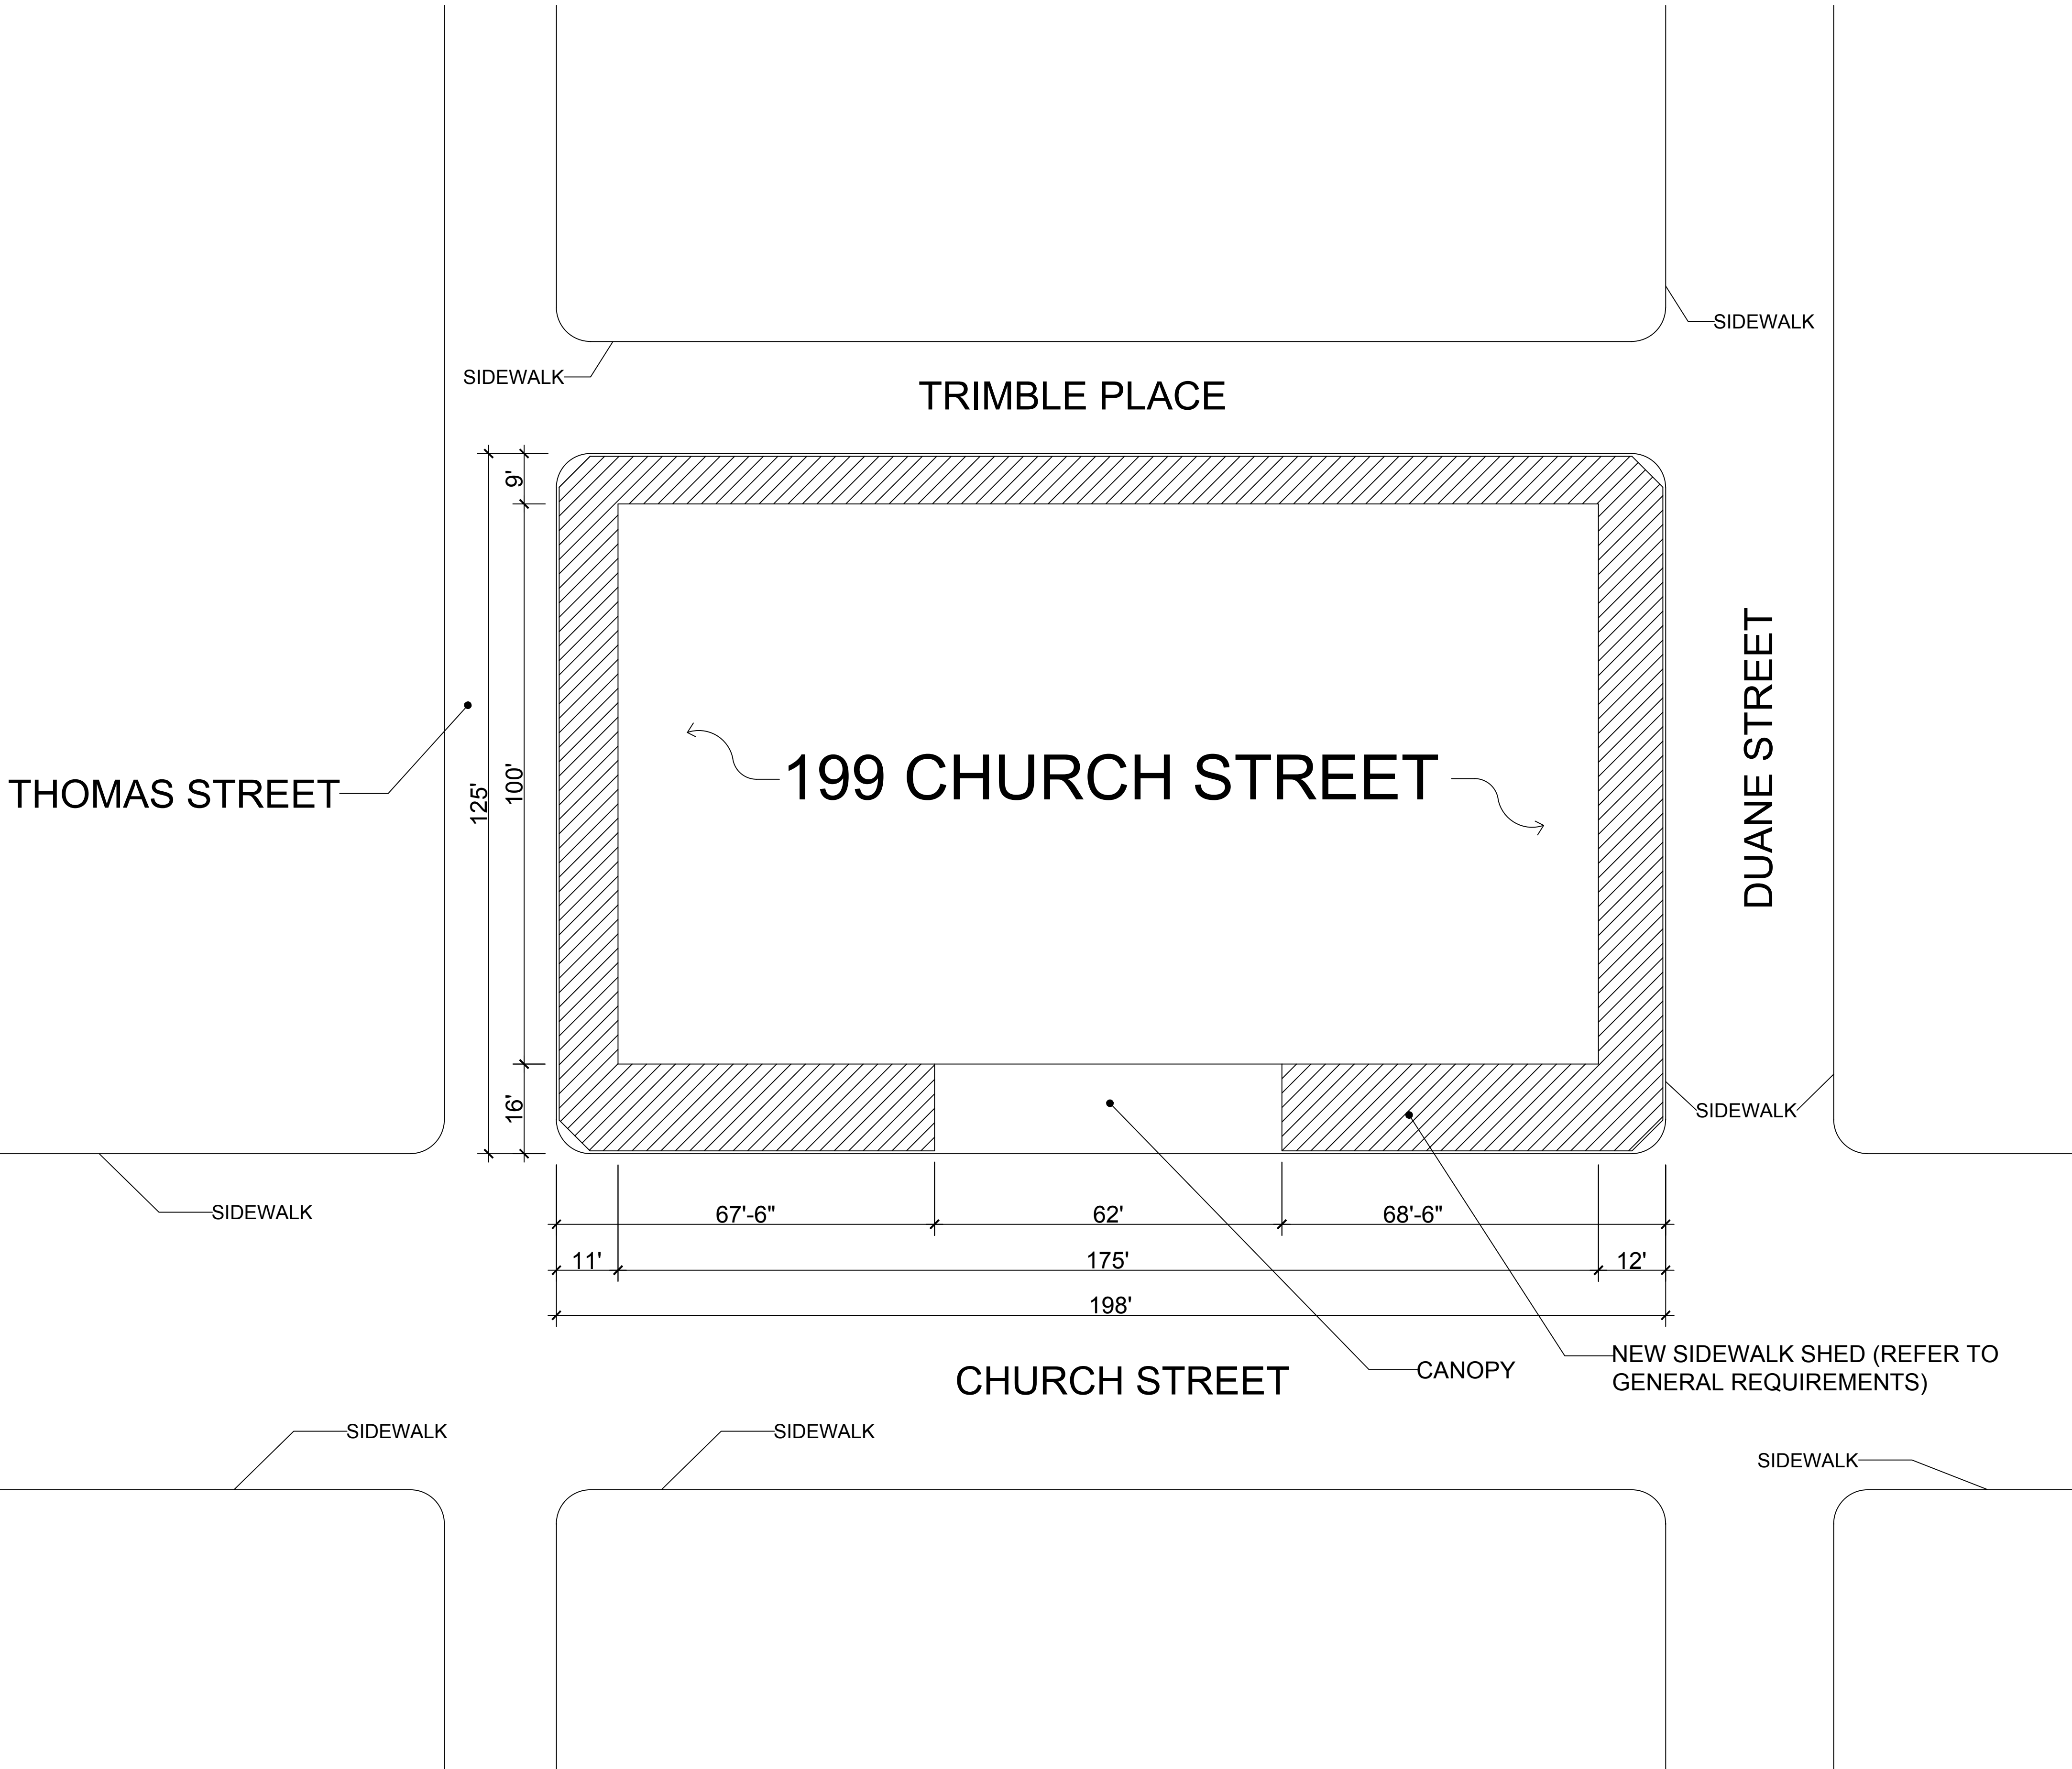 SIDEWALK
SIDEWALK
TRIMBLE PLACE
9'
125'
100'
16'
THOMAS STREET
199 CHURCH STREET
DUANE STREET
SIDEWALK
SIDEWALK
67'-6"
62'
68'-6"
11'
175'
12'
198'
CHURCH STREET
CANOPY
NEW SIDEWALK SHED (REFER TO
GENERAL REQUIREMENTS)
SIDEWALK
SIDEWALK
SIDEWALK